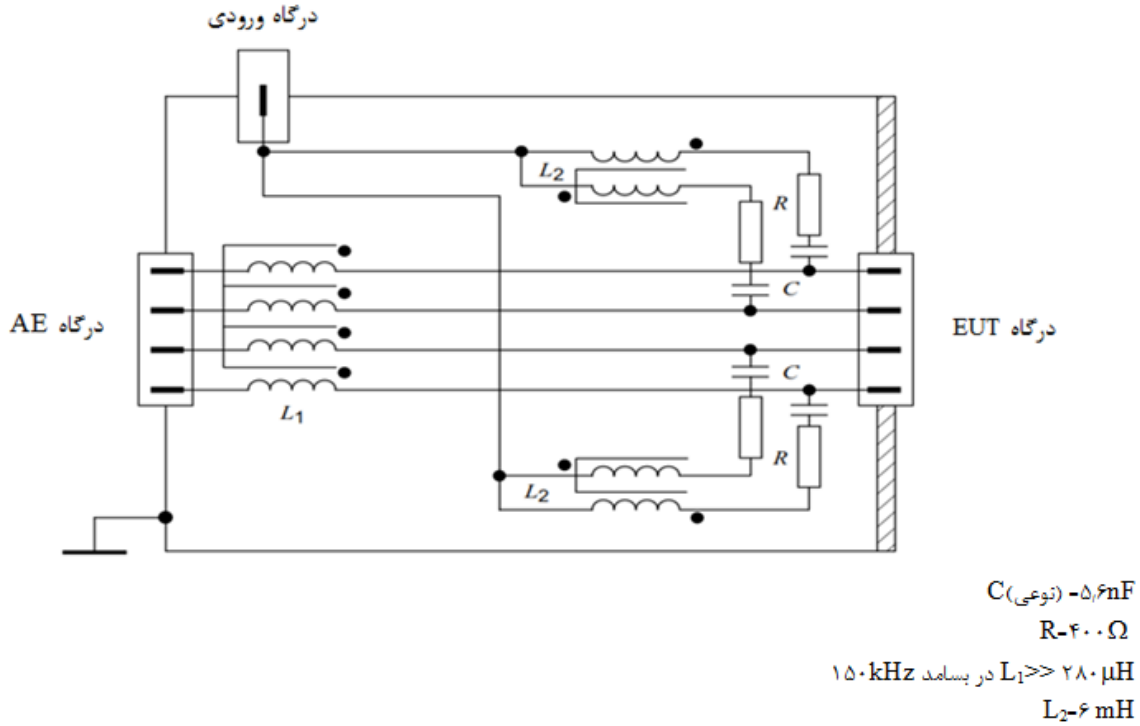 درگاه ورودی
L2
R
C
درگاه AE
درگاه EUT
L1
C
R
L2
C(نوعی) -۵٫۶nF
R-۴۰۰Ω
L1>> ۲۸۰μH در بسامد ۱۵۰kHz
L2-۶ mH